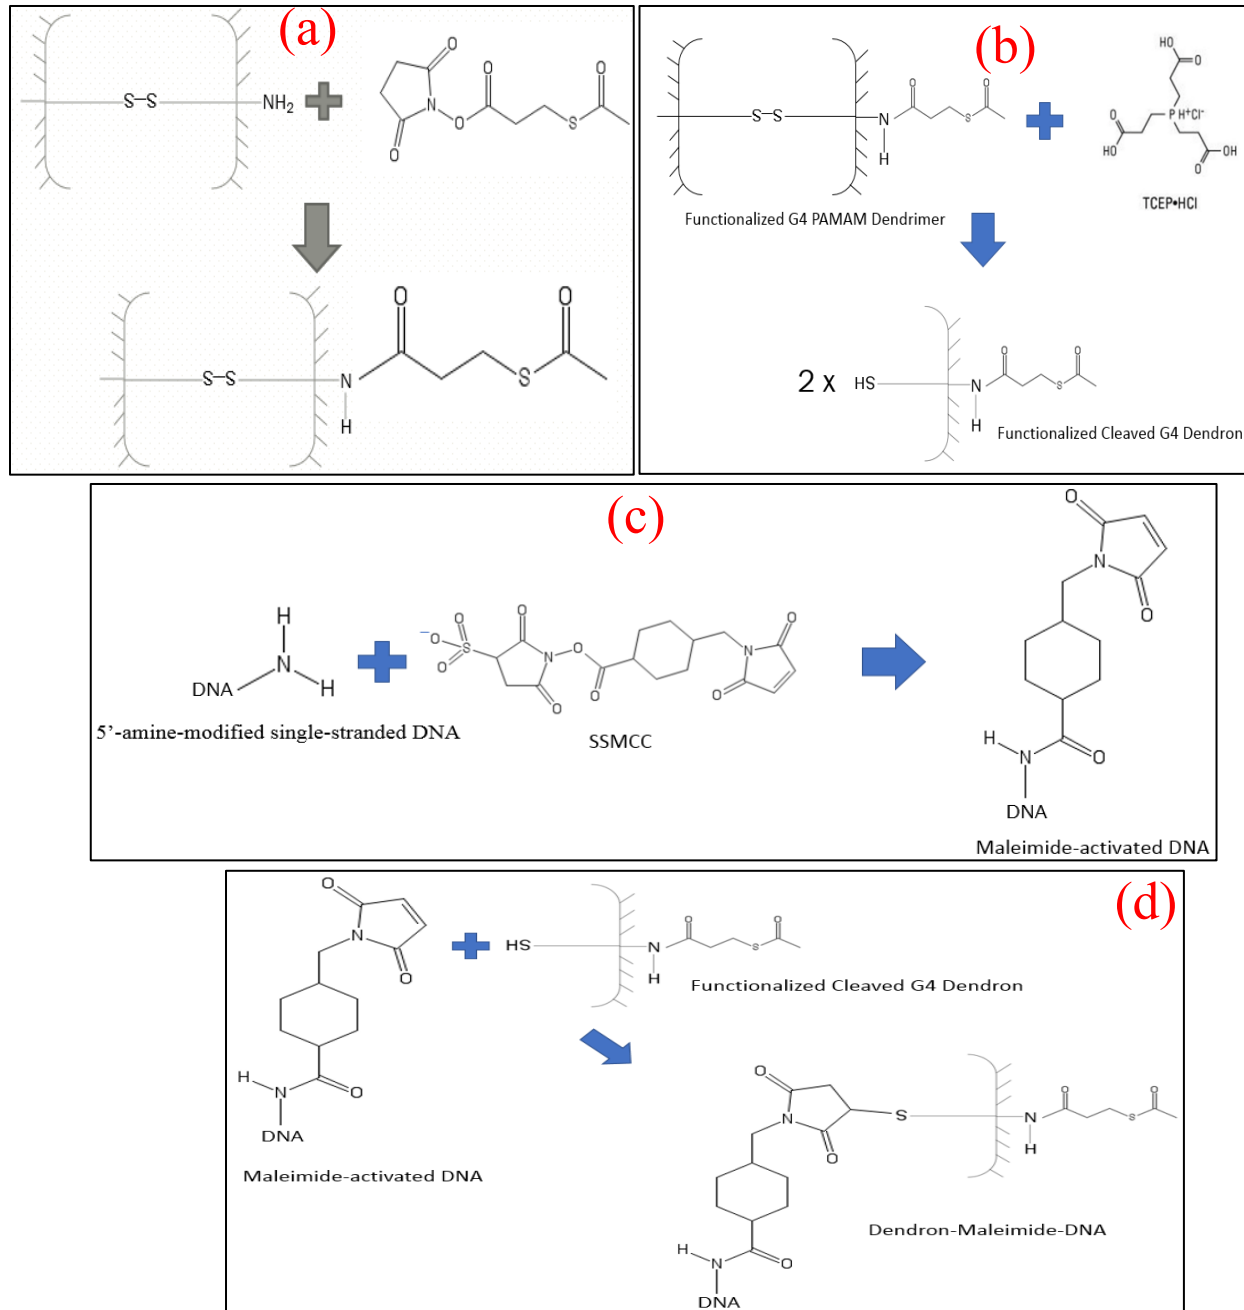 (a)
S-S
NH2
O
O
N
O
O
S
O
S-S
N
H
O
S
O
(b)
S-S
N
H
O
S
O
HO
O
P
H+Cl-
O
HO
O
OH
TCEP•HCl
Functionalized G4 PAMAM Dendrimer
2 x
HS
N
H
O
S
O
Functionalized Cleaved G4 Dendron
(c)
H
N
H
DNA
5’-amine-modified single-stranded DNA
O
-O
S
O
O
N
O
O
O
N
O
O
SSMCC
O
N
O
H
N
O
DNA
Maleimide-activated DNA
(d)
O
N
O
H
N
O
DNA
Maleimide-activated DNA
HS
N
H
O
S
O
Functionalized Cleaved G4 Dendron
O
N
O
S
N
H
O
S
O
H
N
O
DNA
Dendron-Maleimide-DNA